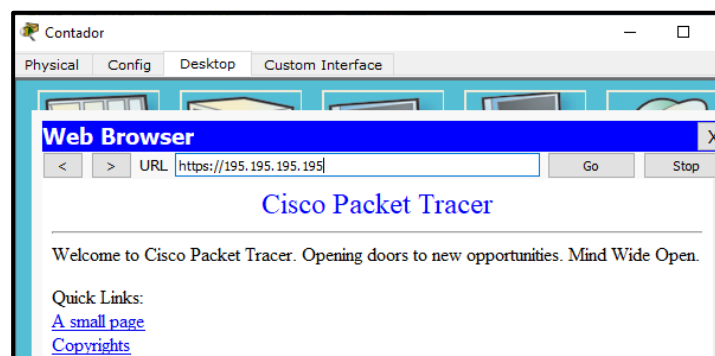 Contador
Physical Config Desktop Custom Interface
Web Browser X
< > URL https://195.195.195.195 Go Stop
Cisco Packet Tracer
Welcome to Cisco Packet Tracer. Opening doors to new opportunities. Mind Wide Open.
Quick Links:
A small page
Copyrights